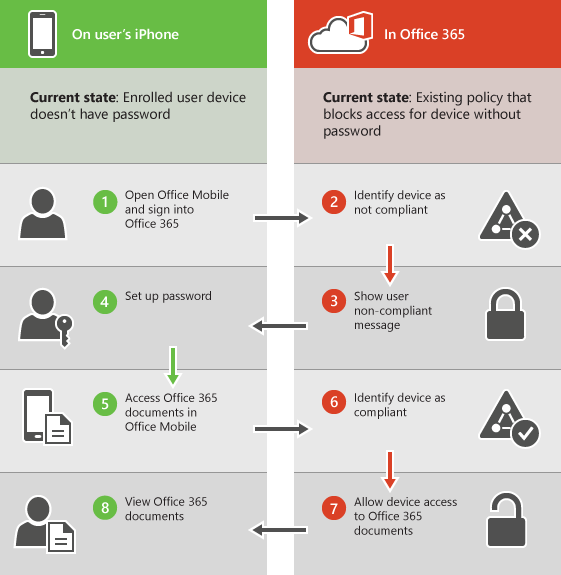 On user's iPhone
In Office 365
Current state: Enrolled user device
doesn't have password
Current state: Existing policy that
blocks access for device without
password
1
Open Office Mobile
and sign into
Office 365
2
Identify device as
not compliant
4
Set up password
3
Show user
non-compliant
message
5
Access Office 365
documents in
Office Mobile
6
Identify device as
compliant
8
View Office 365
documents
7
Allow device access
to Office 365
documents